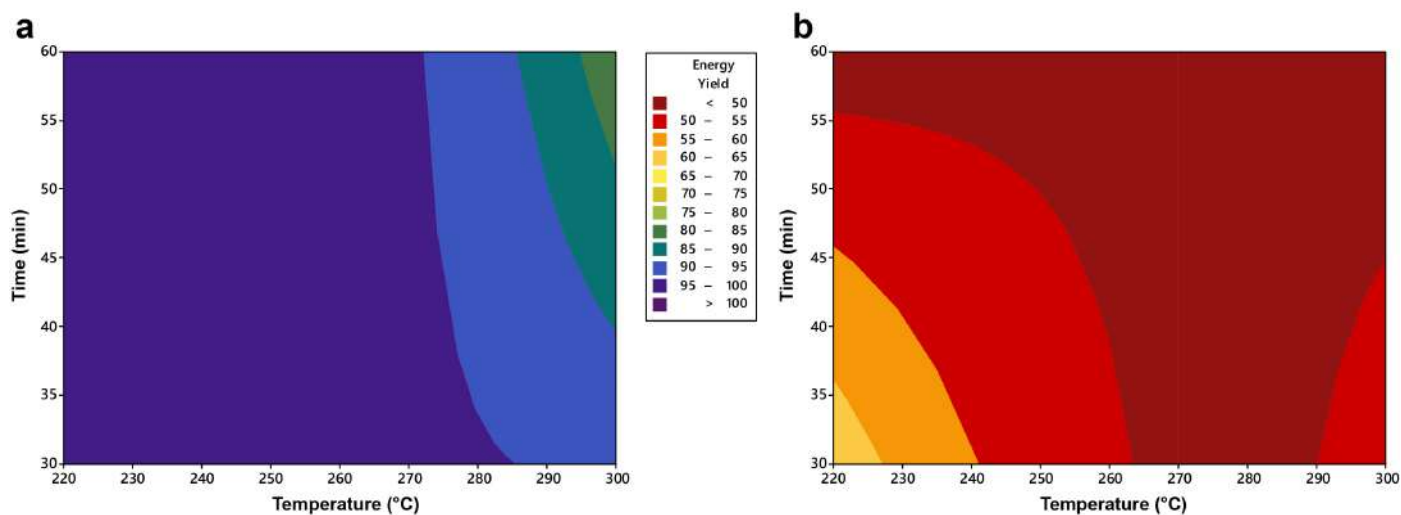 a
60
55
50
45
40
35
30
Time (min)
220 230 240 250 260 270 280 290 300
Temperature (°C)
Energy
Yield
< 50
50 – 55
55 – 60
60 – 65
65 – 70
70 – 75
75 – 80
80 – 85
85 – 90
90 – 95
95 – 100
> 100
b
60
55
50
45
40
35
30
Time (min)
220 230 240 250 260 270 280 290 300
Temperature (°C)